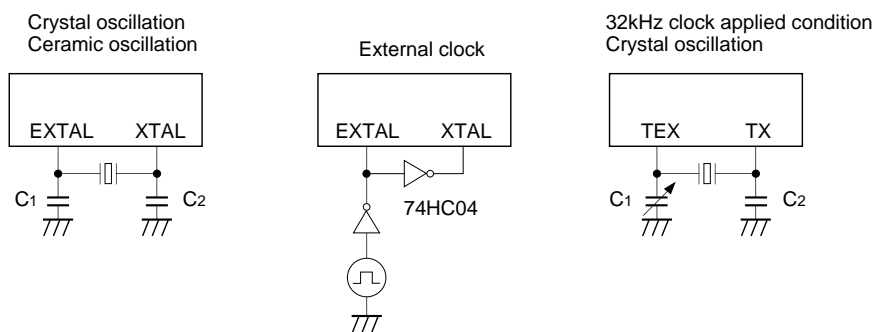 Crystal oscillation
Ceramic oscillation
EXTAL XTAL
C1 C2
External clock
EXTAL XTAL
74HC04
32kHz clock applied condition
Crystal oscillation
TEX TX
C1 C2